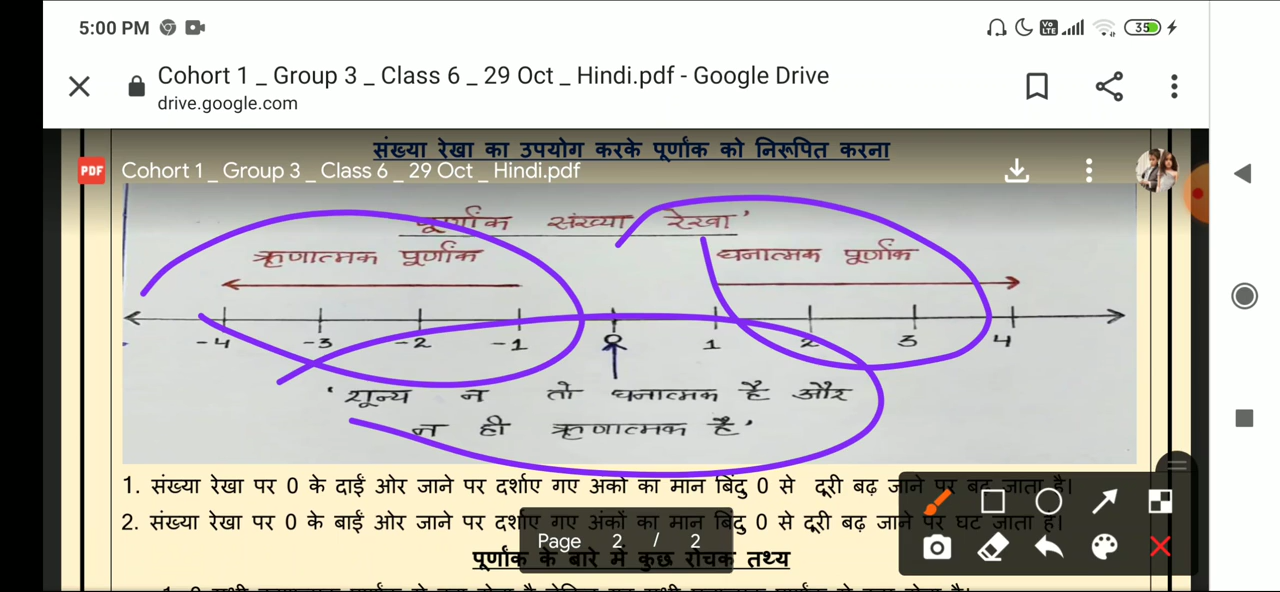 5:00 PM
Vo LTE
35
Cohort 1 _ Group 3 _ Class 6 _ 29 Oct _ Hindi.pdf - Google Drive
drive.google.com
संख्या रेखा का उपयोग करके पूर्णांक को निरूपित करना
PDF Cohort 1 _ Group 3 _ Class 6 _ 29 Oct _ Hindi.pdf
पूर्णांक संख्या रेखा'
ऋणात्मक पूर्णांक धनात्मक पूर्णांक
-4 -3 -2 -1 0 1 2 3 4
'शून्य न तो धनात्मक है और
न ही ऋणात्मक है'
1. संख्या रेखा पर 0 के दाईं ओर जाने पर दर्शाए गए अंकों का मान बिंदु 0 से दूरी बढ़ जाने पर बढ़ जाता है।
2. संख्या रेखा पर 0 के बाईं ओर जाने पर दर्शाए गए अंकों का मान बिंदु 0 से दूरी बढ़ जाने पर घट जाता है।
Page 2 / 2
पूर्णांक के बारे में कुछ रोचक तथ्य